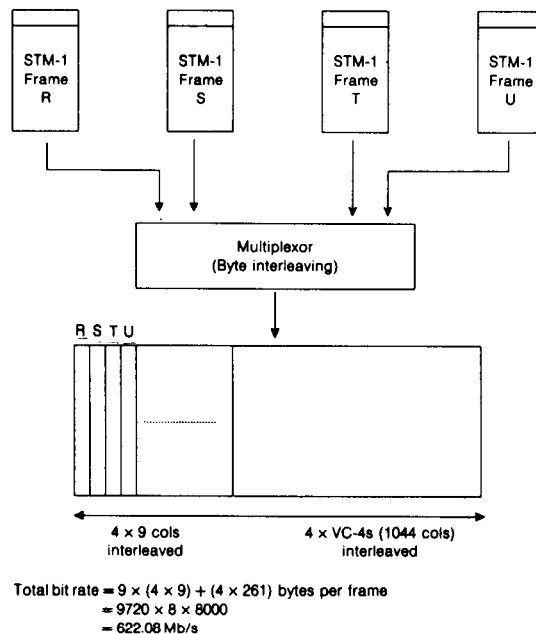 STM-1
Frame
R
STM-1
Frame
S
STM-1
Frame
T
STM-1
Frame
U
Multiplexor
(Byte interleaving)
R S T U
4 × 9 cols
interleaved
4 × VC-4s (1044 cols)
interleaved
Total bit rate = 9 × (4 × 9) + (4 × 261) bytes per frame
= 9720 × 8 × 8000
= 622.08 Mb/s